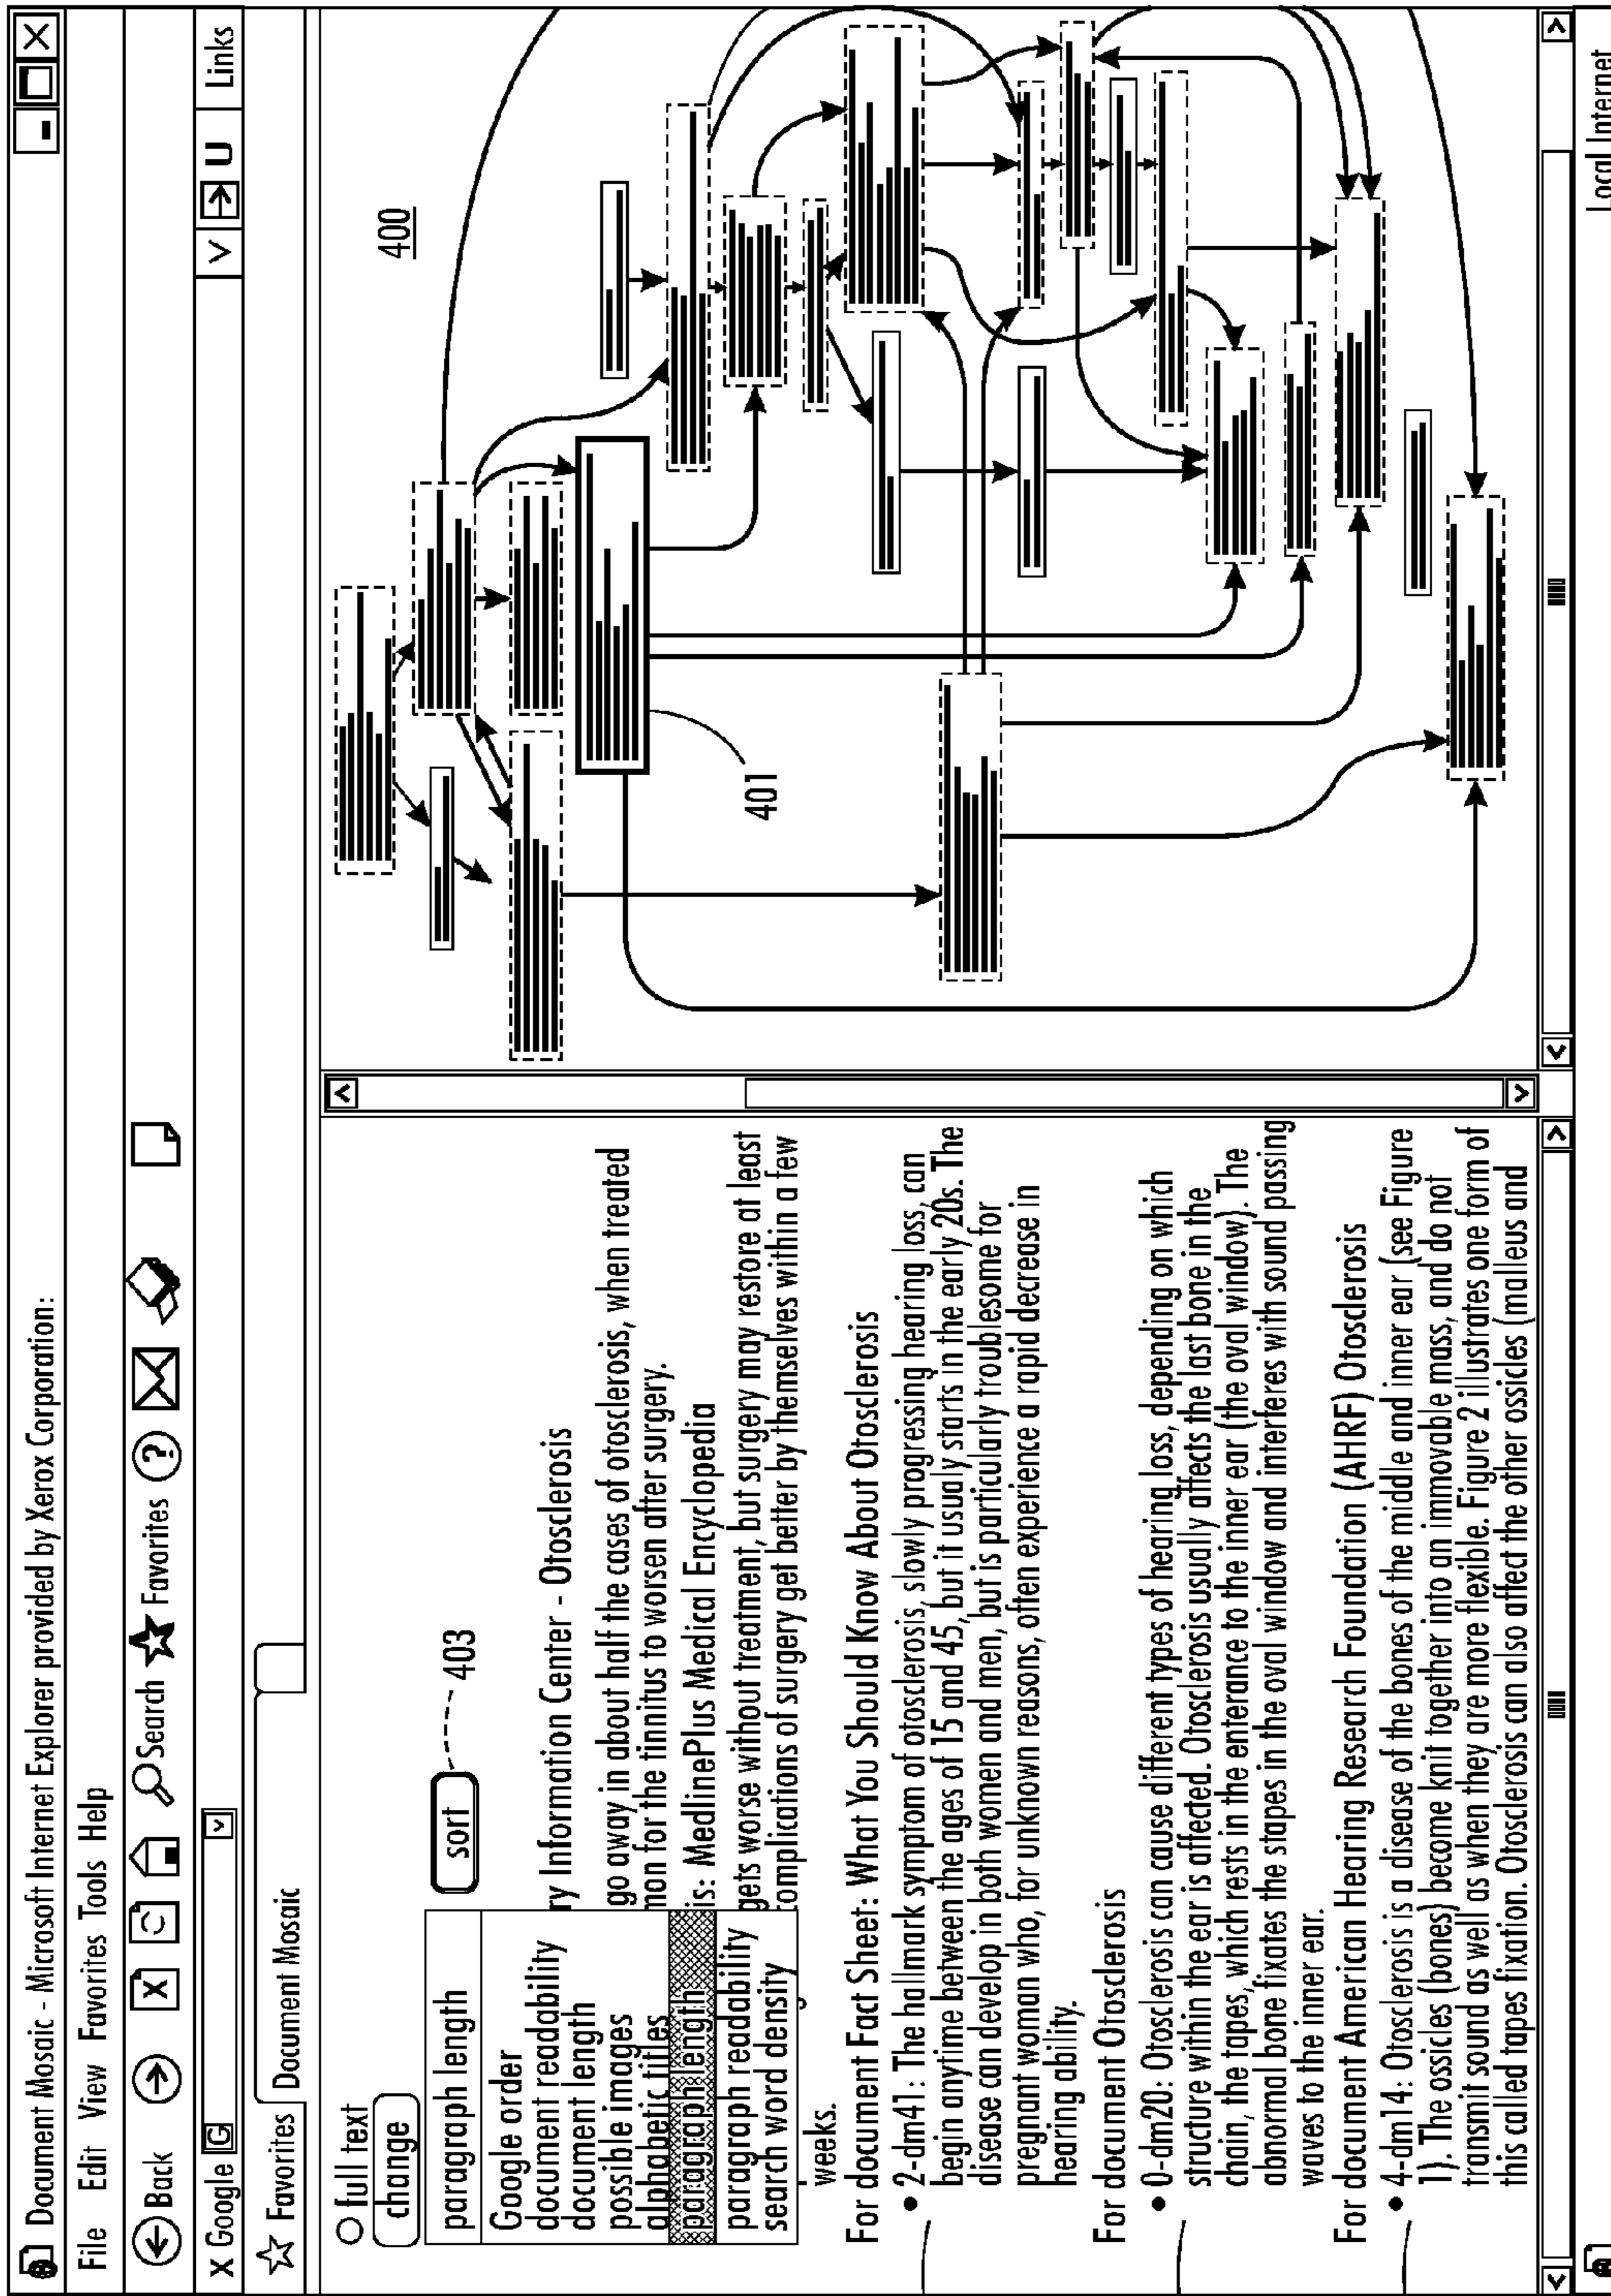 Document Mosaic - Microsoft Internet Explorer provided by Xerox Corporation:
File Edit View Favorites Tools Help
Back Search Favorites
X Google G Links
Favorites Document Mosaic
full text
change
sort
403
paragraph length
Google order
document readability
document length
possible images
alphabetic titles
paragraph length
paragraph readability
search word density
ry Information Center - Otosclerosis
go away in about half the cases of otosclerosis, when treated
mon for the tinnitus to worsen after surgery.
is: MedlinePlus Medical Encyclopedia
gets worse without treatment, but surgery may restore at least
complications of surgery get better by themselves within a few
weeks.
For document Fact Sheet: What You Should Know About Otosclerosis
• 2-dm41: The hallmark symptom of otosclerosis, slowly progressing hearing loss, can
begin anytime between the ages of 15 and 45, but it usualy starts in the early 20s. The
disease can develop in both women and men, but is particularly troublesome for
pregnant woman who, for unknown reasons, often experience a rapid decrease in
hearing ability.
For document Otosclerosis
• 0-dm20: Otosclerosis can cause different types of hearing loss, depending on which
structure within the ear is affected. Otosclerosis usually affects the last bone in the
chain, the tapes, which rests in the enterance to the inner ear (the oval window). The
abnormal bone fixates the stapes in the oval window and interferes with sound passing
waves to the inner ear.
For document American Hearing Research Foundation (AHRF) Otosclerosis
• 4-dm14: Otosclerosis is a disease of the bones of the middle and inner ear (see Figure
1). The ossicles (bones) become knit together into an immovable mass, and do not
transmit sound as well as when they are more flexible. Figure 2 illustrates one form of
this called tapes fixation. Otosclerosis can also affect the other ossicles (malleus and
400
401
Local Internet